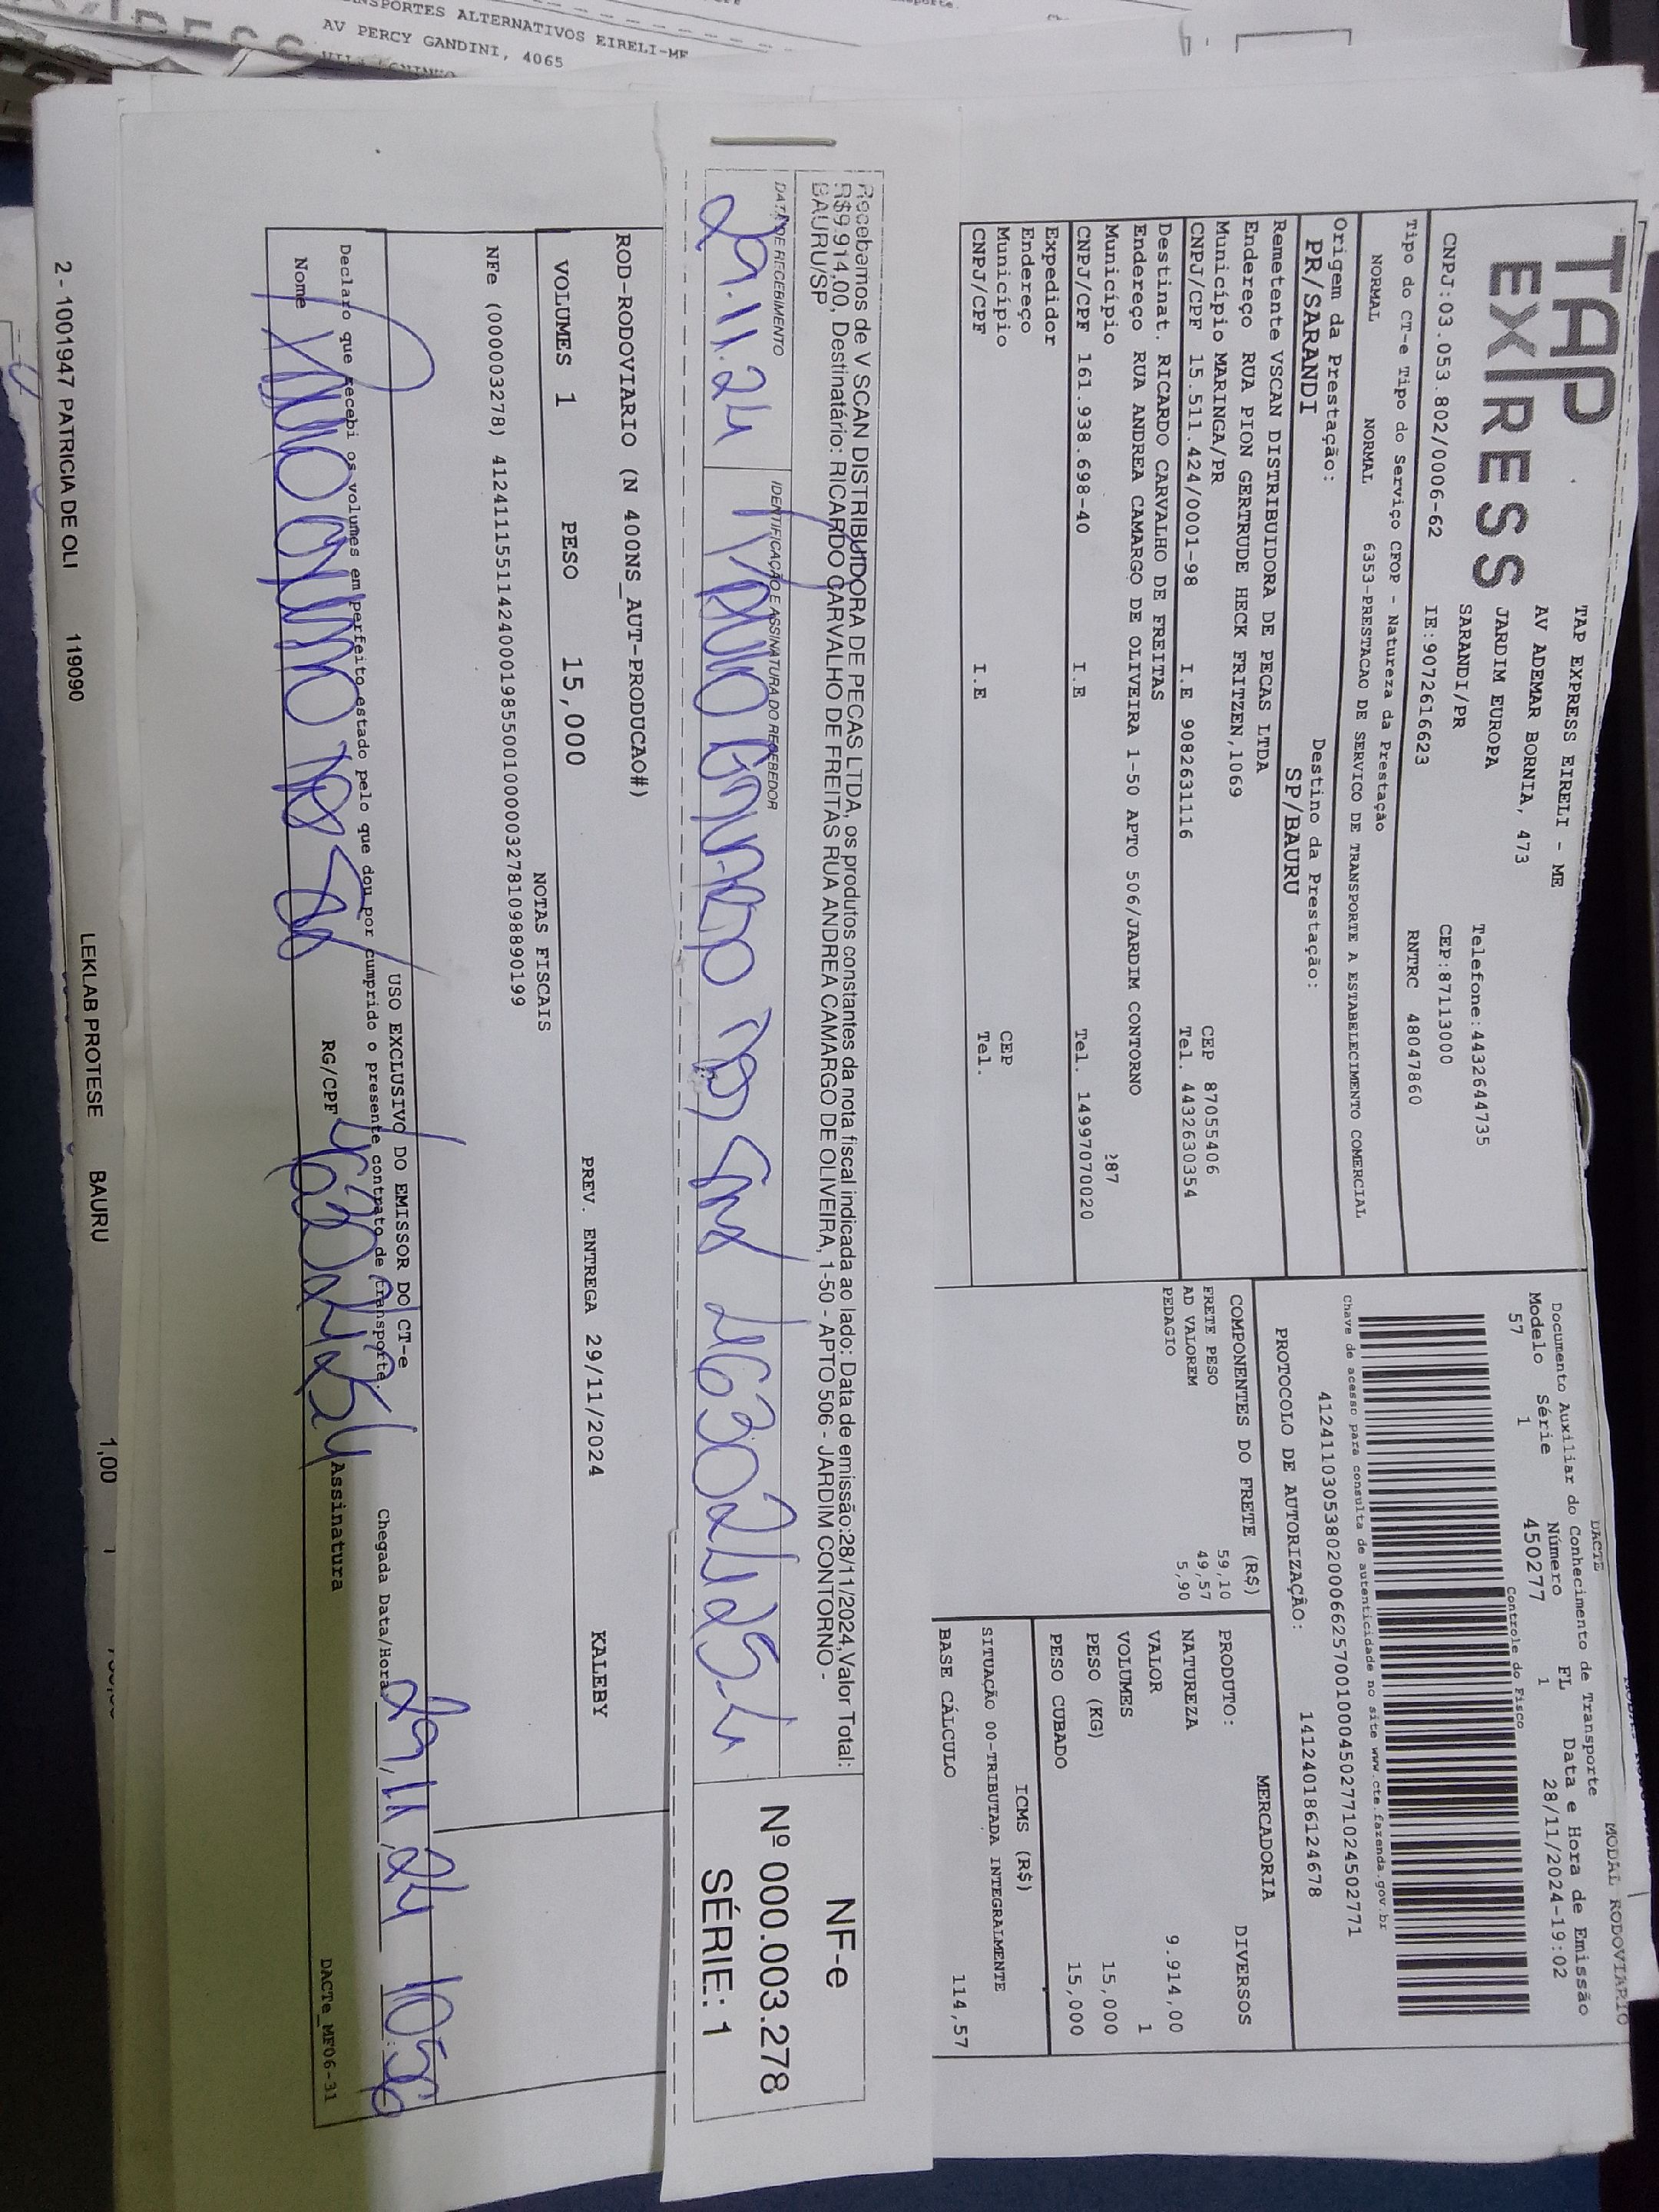 NSPORTES ALTERNATIVOS EIRELI-ME
AV PERCY GANDINI, 4065
TAP
EXPRESS
TAP EXPRESS EIRELI - ME
AV ADEMAR BORNIA, 473
JARDIM EUROPA
SARANDI/PR
Telefone:4432644735
CEP:87113000
CNPJ:03.053.802/0006-62
IE:9072616623
RNTRC 48047860
DACTE
MODAL RODOVIARIO
Documento Auxiliar do Conhecimento de Transporte
Modelo Série Número FL Data e Hora de Emissão
57 1 450277 1 28/11/2024-19:02
Controle do Fisco
Chave de acesso para consulta de autenticidade no site www.cte.fazenda.gov.br
41241103053802000662570010004502771024502771
PROTOCOLO DE AUTORIZAÇÃO: 141240186124678
Tipo do CT-e Tipo do Serviço CFOP - Natureza da Prestação
NORMAL NORMAL 6353-PRESTACAO DE SERVICO DE TRANSPORTE A ESTABELECIMENTO COMERCIAL
Origem da Prestação: Destino da Prestação:
PR/SARANDI SP/BAURU
Remetente VSCAN DISTRIBUIDORA DE PECAS LTDA
Endereço RUA PION GERTRUDE HECK FRITZEN,1069
Município MARINGA/PR CEP 87055406
CNPJ/CPF 15.511.424/0001-98 I.E 9082631116 Tel. 4432630354
Destinat. RICARDO CARVALHO DE FREITAS
Endereço RUA ANDREA CAMARGO DE OLIVEIRA 1-50 APTO 506/JARDIM CONTORNO
Município 287
CNPJ/CPF 161.938.698-40 I.E Tel. 14997070020
Expedidor
Endereço
Município CEP
CNPJ/CPF I.E Tel.
COMPONENTES DO FRETE (R$)
FRETE PESO 59,10
AD VALOREM 49,57
PEDAGIO 5,90
MERCADORIA
PRODUTO: DIVERSOS
NATUREZA
VALOR 9.914,00
VOLUMES 1
PESO (KG) 15,000
PESO CUBADO 15,000
ICMS (R$)
SITUAÇÃO 00-TRIBUTADA INTEGRALMENTE
BASE CÁLCULO 114,57
Recebemos de V SCAN DISTRIBUIDORA DE PECAS LTDA, os produtos constantes da nota fiscal indicada ao lado: Data de emissão:28/11/2024,Valor Total:
R$9.914,00, Destinatário: RICARDO CARVALHO DE FREITAS RUA ANDREA CAMARGO DE OLIVEIRA, 1-50 - APTO 506 - JARDIM CONTORNO -
BAURU/SP
DATA DE RECEBIMENTO IDENTIFICAÇÃO E ASSINATURA DO RECEBEDOR
29.11.24
NF-e
Nº 000.003.278
SÉRIE: 1
ROD-RODOVIARIO (N 400NS_AUT-PRODUCAO#)
VOLUMES 1 PESO 15,000 PREV. ENTREGA 29/11/2024 KALEBY
NOTAS FISCAIS
NFe (000003278) 41241115511424000198550010000032781098890199
USO EXCLUSIVO DO EMISSOR DO CT-e
Declaro que recebi os volumes em perfeito estado pelo que dou por cumprido o presente contrato de transporte.
Chegada Data/Hora 29/11/24 10:56
Nome RG/CPF Assinatura
DACTe_MF06-31
2 - 1001947 PATRICIA DE OLI 119090 LEKLAB PROTESE BAURU 1,00 1